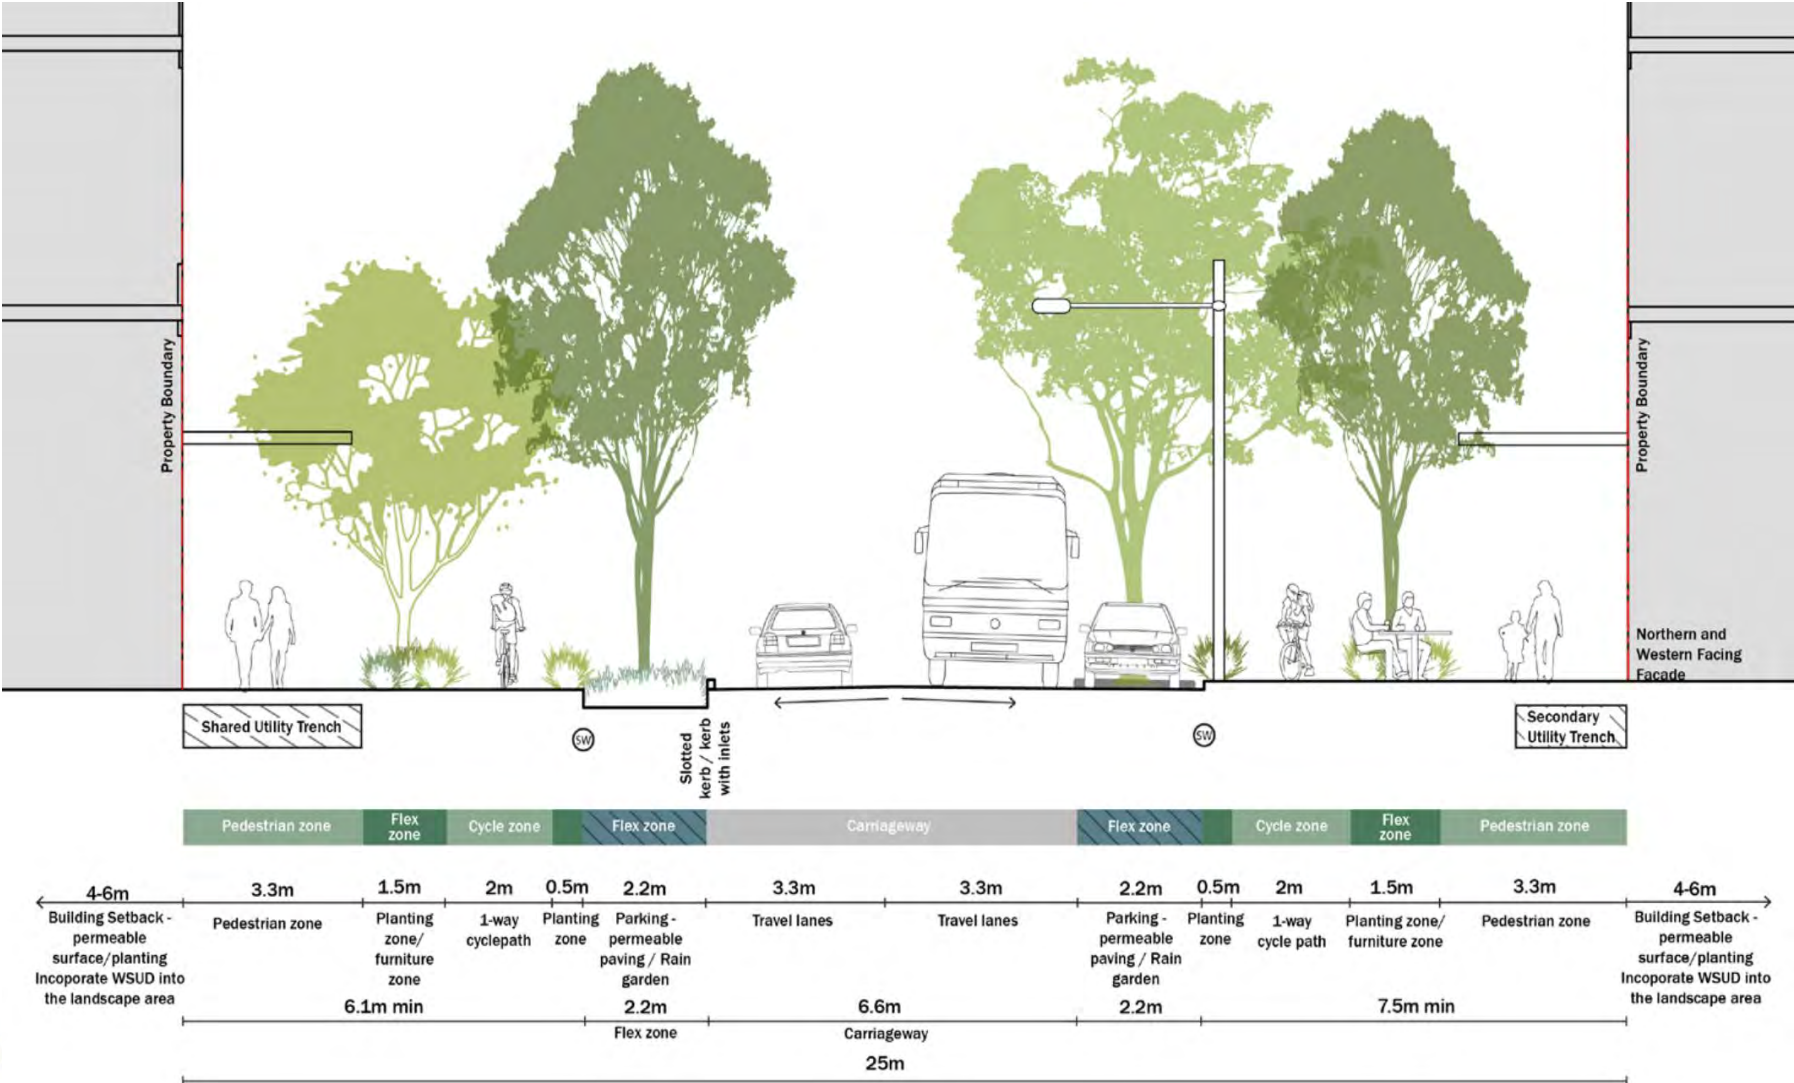 Property Boundary
Property Boundary
Northern and
Western Facing
Facade
Shared Utility Trench
SW
Slotted
kerb / kerb
with inlets
SW
Secondary
Utility Trench
Pedestrian zone
Flex
zone
Cycle zone
Flex zone
Carriageway
Flex zone
Cycle zone
Flex
zone
Pedestrian zone
4-6m
3.3m
1.5m
2m
0.5m
2.2m
3.3m
3.3m
2.2m
0.5m
2m
1.5m
3.3m
4-6m
Building Setback -
permeable
surface/planting
Incoporate WSUD into
the landscape area
Pedestrian zone
Planting
zone/
furniture
zone
1-way
cyclepath
Planting
zone
Parking -
permeable
paving / Rain
garden
Travel lanes
Travel lanes
Parking -
permeable
paving / Rain
garden
Planting
zone
1-way
cycle path
Planting zone/
furniture zone
Pedestrian zone
Building Setback -
permeable
surface/planting
Incoporate WSUD into
the landscape area
6.1m min
2.2m
6.6m
2.2m
7.5m min
Flex zone
Carriageway
25m